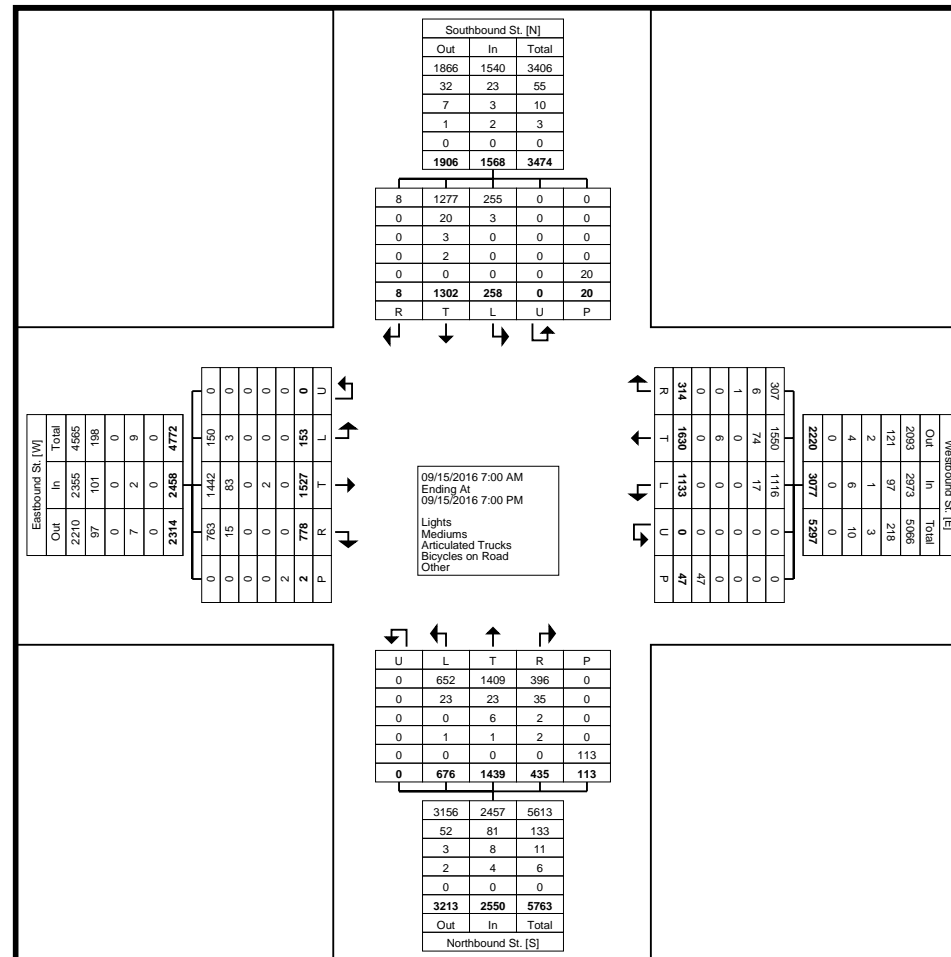 Southbound St. [N]
Out In Total
1866 1540 3406
32 23 55
7 3 10
1 2 3
0 0 0
1906 1568 3474
8 1277 255 0 0
0 20 3 0 0
0 3 0 0 0
0 2 0 0 0
0 0 0 0 20
8 1302 258 0 20
R T L U P
Eastbound St. [W]
Out In Total
2210 2355 4565
97 101 198
0 0 0
7 2 9
0 0 0
2314 2458 4772
0 763 1442 150 0
0 15 83 3 0
0 0 0 0 0
0 0 2 0 0
2 0 0 0 0
2 778 1527 153 0
P R T L U
09/15/2016 7:00 AM
Ending At
09/15/2016 7:00 PM
Lights
Mediums
Articulated Trucks
Bicycles on Road
Other
Westbound St. [E]
Out In Total
2093 2973 5066
121 97 218
2 1 3
4 6 10
0 0 0
2220 3077 5297
307 1550 1116 0 0
6 74 17 0 0
1 0 0 0 0
0 6 0 0 0
0 0 0 0 47
314 1630 1133 0 47
R T L U P
U L T R P
0 652 1409 396 0
0 23 23 35 0
0 0 6 2 0
0 1 1 2 0
0 0 0 0 113
0 676 1439 435 113
3156 2457 5613
52 81 133
3 8 11
2 4 6
0 0 0
3213 2550 5763
Out In Total
Northbound St. [S]